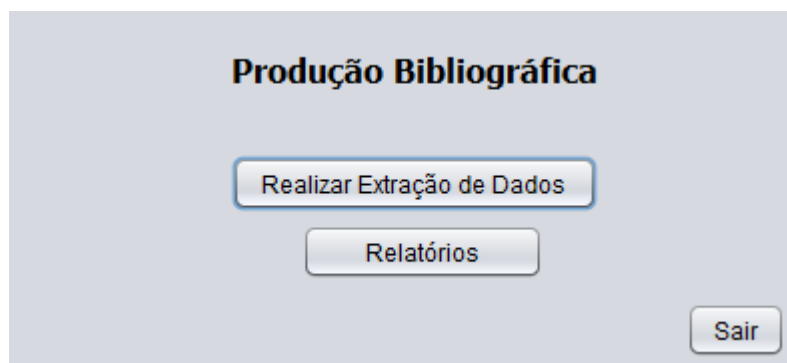 Produção Bibliográfica
Realizar Extração de Dados
Relatórios
Sair